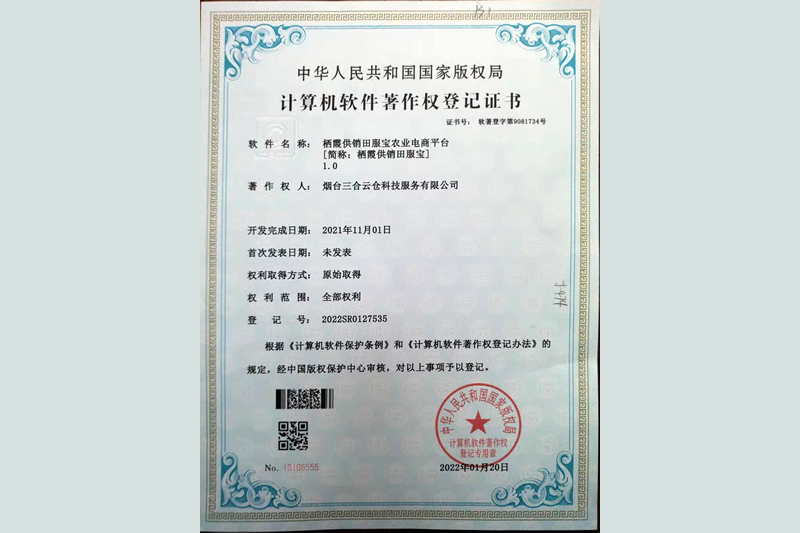 B1
中华人民共和国国家版权局
计算机软件著作权登记证书
证书号： 软著登字第9081734号
软件名称： 栖霞供销田服宝农业电商平台
[简称：栖霞供销田服宝]
1.0
著作权人： 烟台三合云仓科技服务有限公司
开发完成日期： 2021年11月01日
首次发表日期： 未发表
权利取得方式： 原始取得
权利范围： 全部权利
登记号： 2022SR0127535
根据《计算机软件保护条例》和《计算机软件著作权登记办法》的
规定，经中国版权保护中心审核，对以上事项予以登记。
中华人民共和国国家版权局
计算机软件著作权
登记专用章
No. 10106555
2022年01月20日